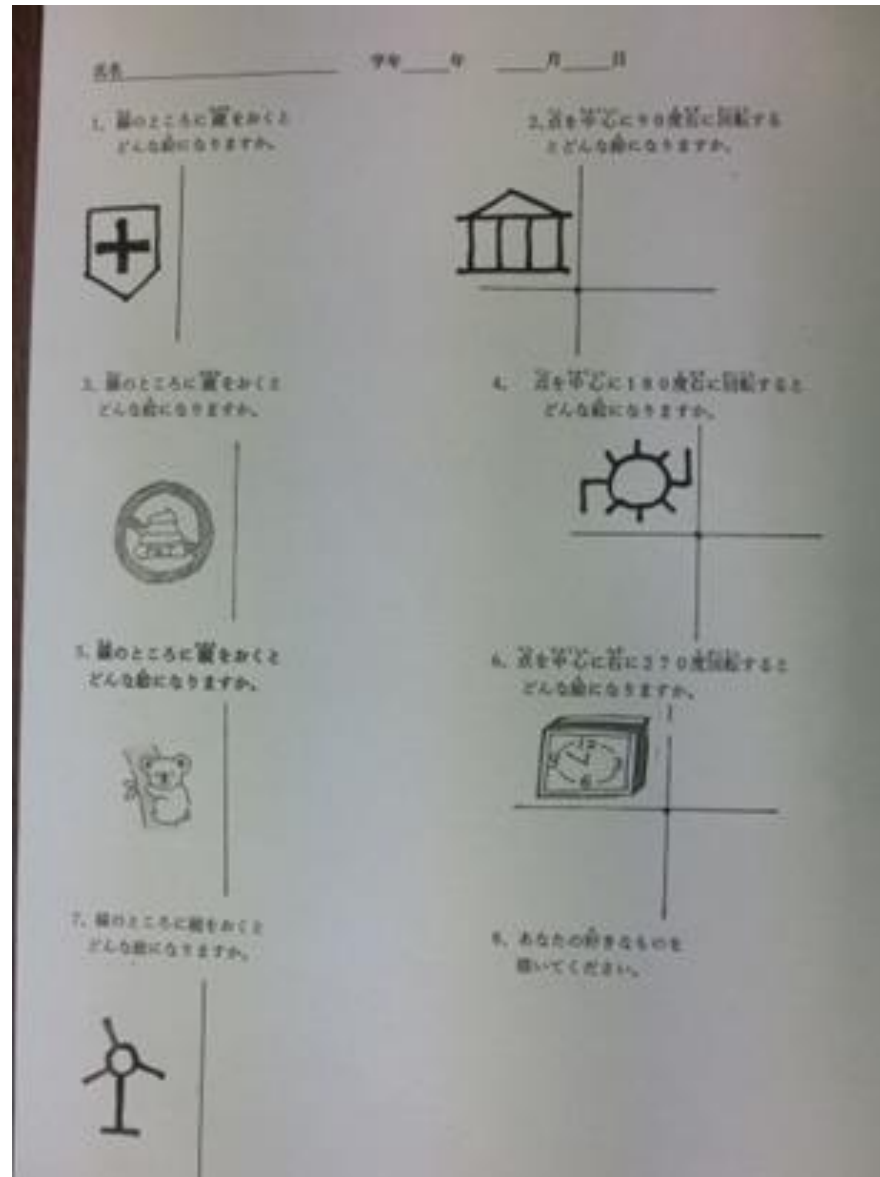 氏名 学年 年 月 日
1、線のところに鏡をおくと
どんな絵になりますか。
2、点を中心に90度右に回転する
とどんな絵になりますか。
3、線のところに鏡をおくと
どんな絵になりますか。
4、点を中心に180度右に回転すると
どんな絵になりますか。
5、線のところに鏡をおくと
どんな絵になりますか。
6、点を中心に右に270度回転すると
どんな絵になりますか。
12
6
7、線のところに鏡をおくと
どんな絵になりますか。
8、あなたの好きなものを
描いてください。